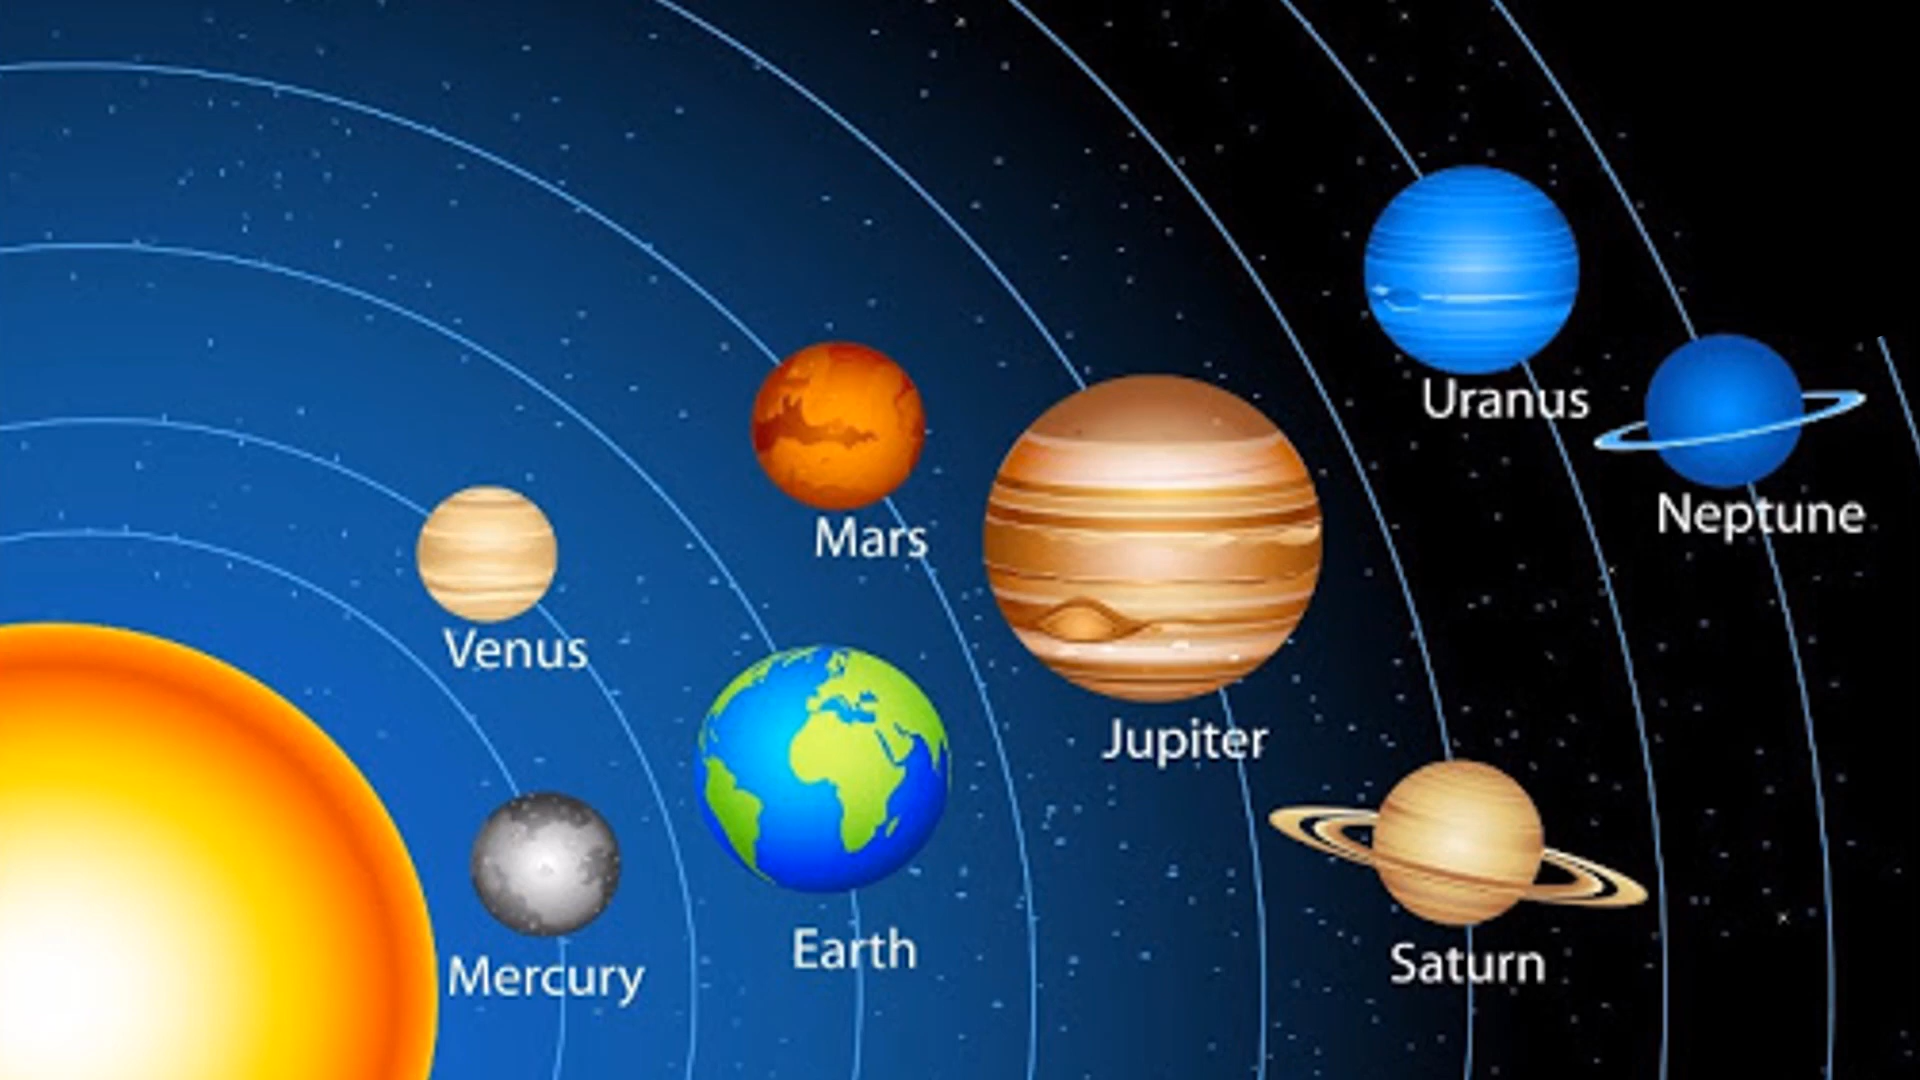 Uranus
Neptune
Mars
Venus
Jupiter
Earth
Saturn
Mercury